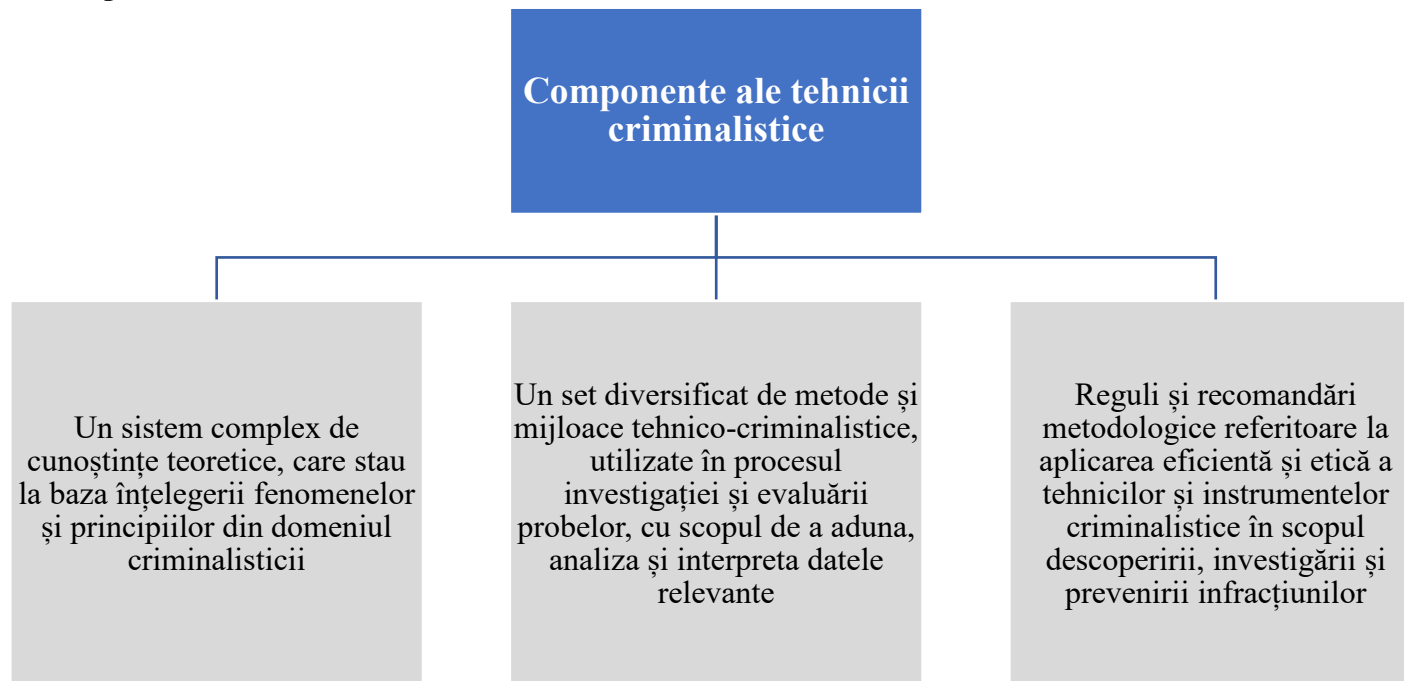 Componente ale tehnicii
criminalistice
Un sistem complex de
cunoștințe teoretice, care stau
la baza înțelegerii fenomenelor
și principiilor din domeniul
criminalisticii
Un set diversificat de metode și
mijloace tehnico-criminalistice,
utilizate în procesul
investigației și evaluării
probelor, cu scopul de a aduna,
analiza și interpreta datele
relevante
Reguli și recomandări
metodologice referitoare la
aplicarea eficientă și etică a
tehnicilor și instrumentelor
criminalistice în scopul
descoperirii, investigării și
prevenirii infracțiunilor